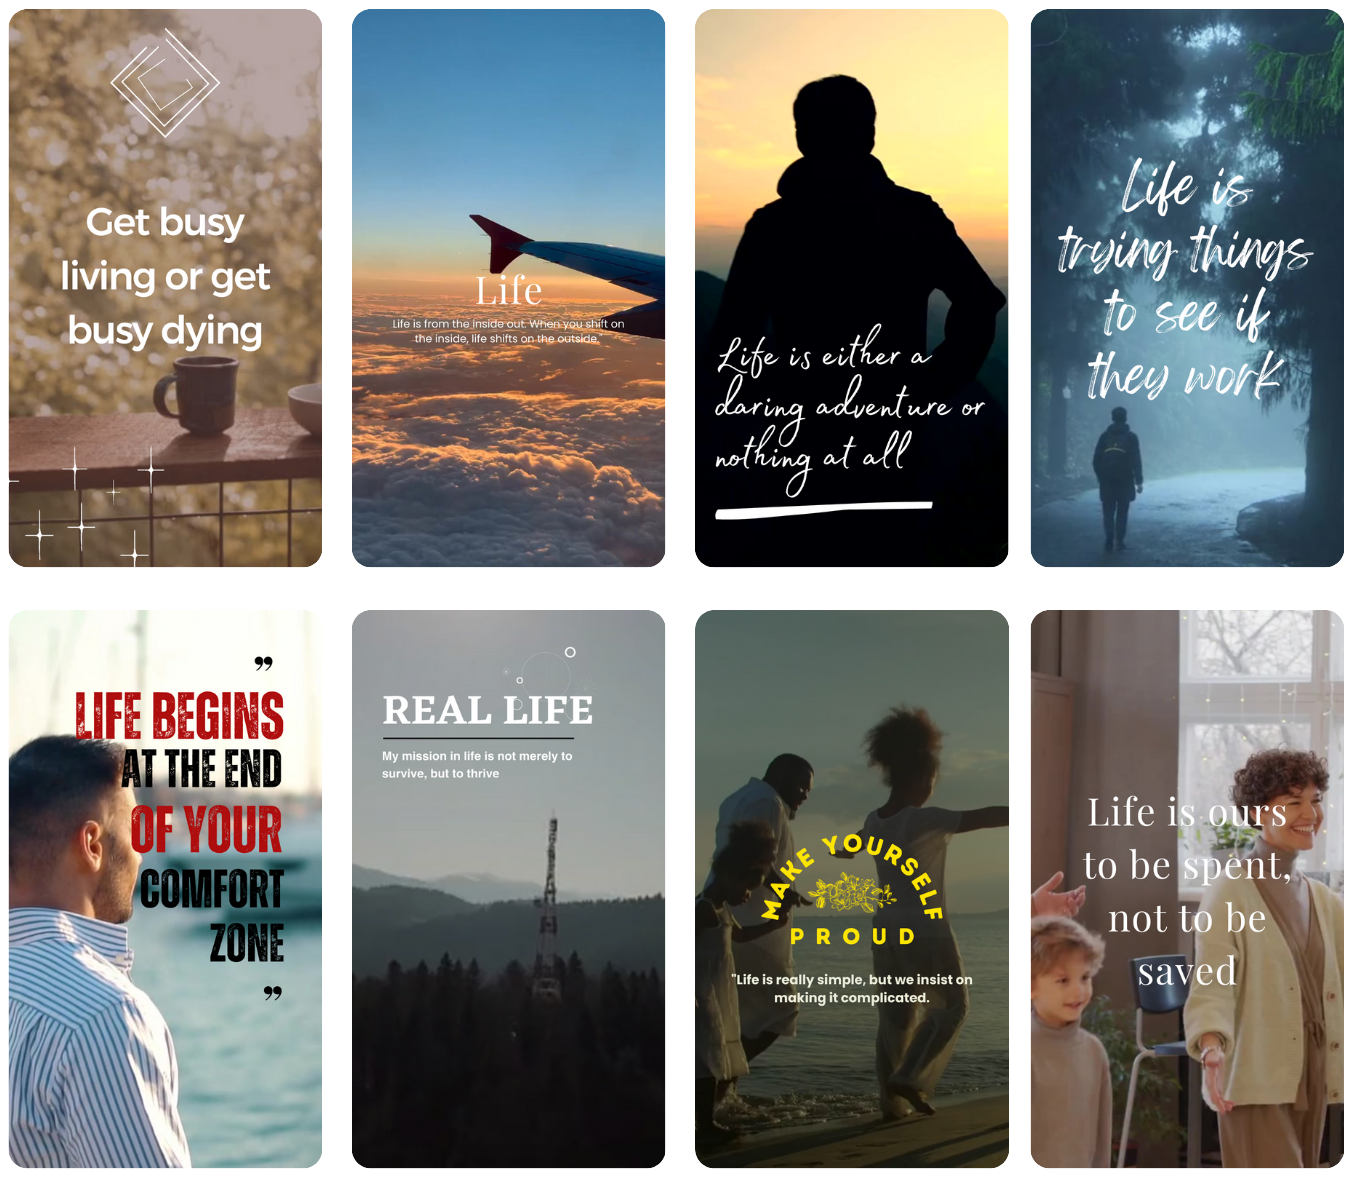 Get busy
living or get
busy dying
Life
Life is from the inside out. When you shift on
the inside, life shifts on the outside."
Life is either a
daring adventure or
nothing at all
Life is
trying things
to see if
they work
”
LIFE BEGINS
AT THE END
OF YOUR
COMFORT
ZONE
”
REAL LIFE
My mission in life is not merely to
survive, but to thrive
MAKE YOURSELF
PROUD
"Life is really simple, but we insist on
making it complicated.
Life is ours
to be spent,
not to be
saved